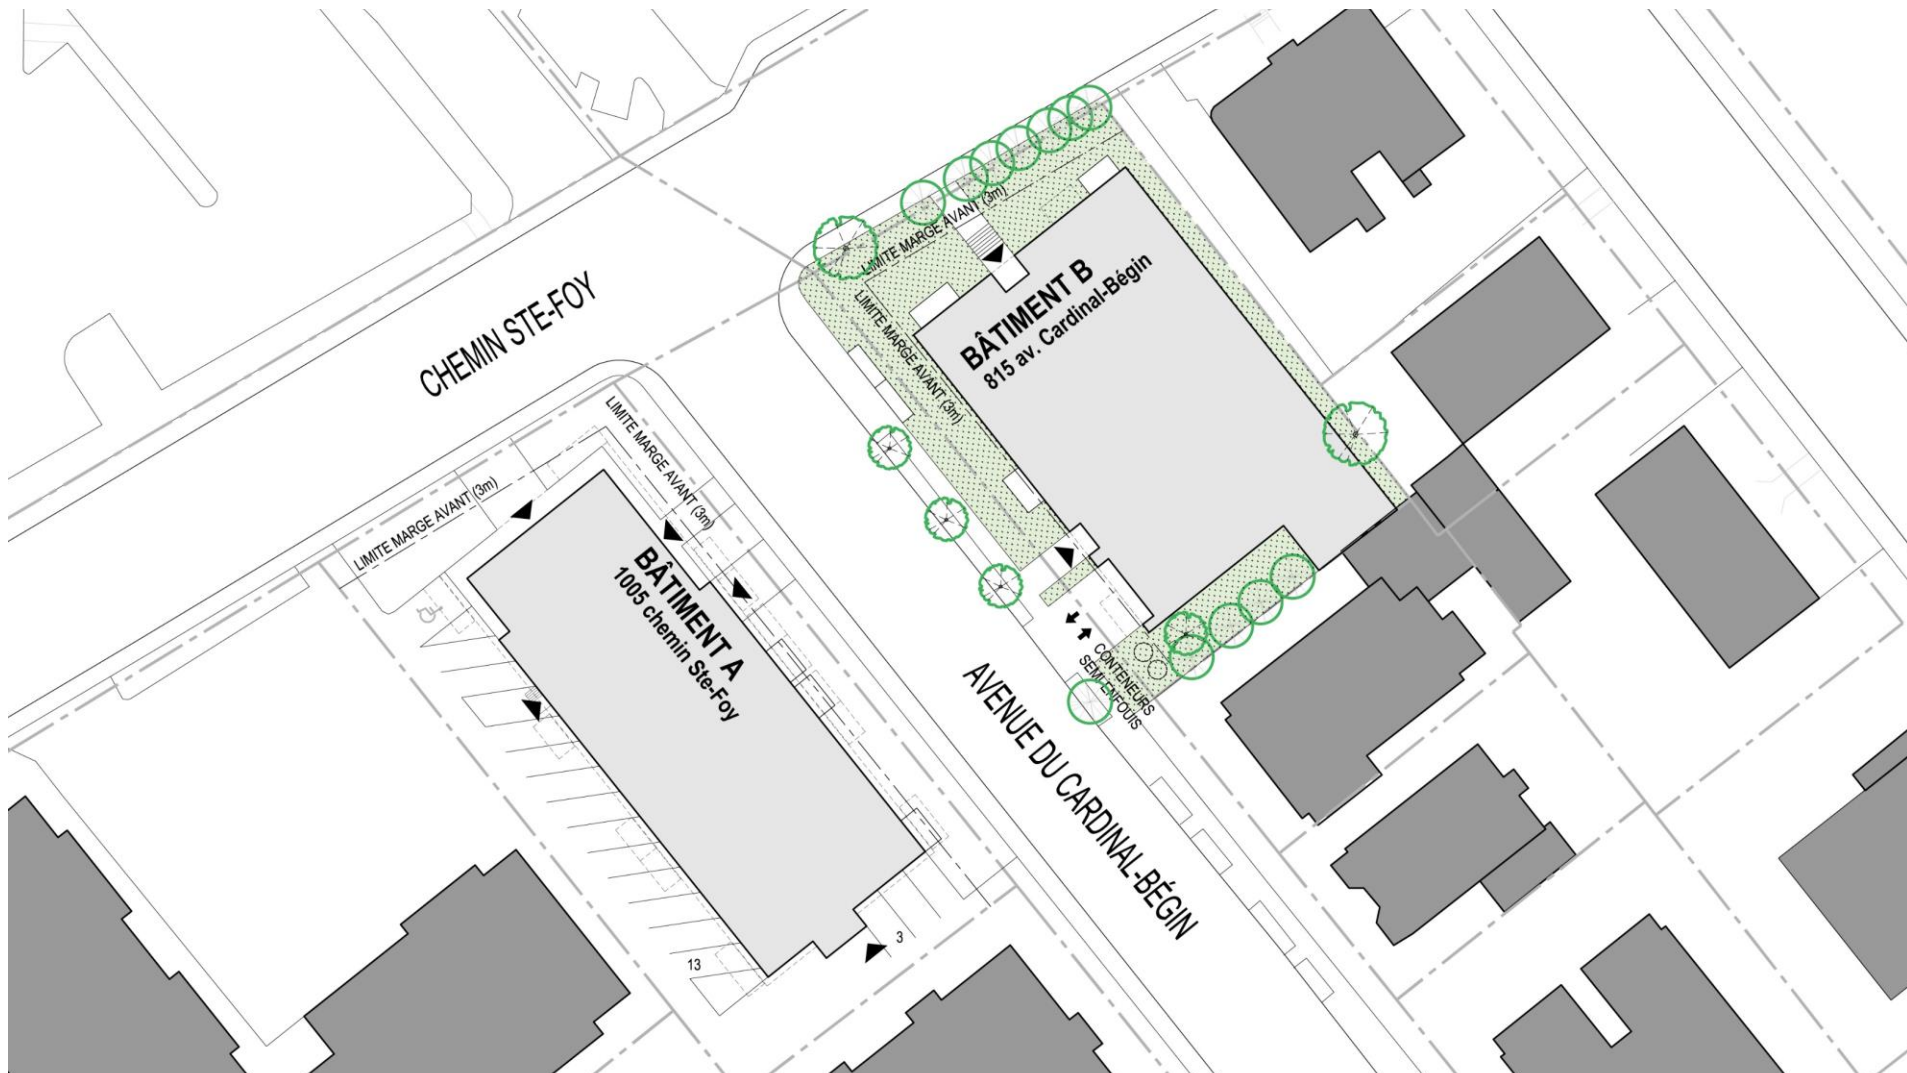 LIMITE MARGE AVANT (3m)
LIMITE MARGE AVANT (3m)
BÂTIMENT B
815 av. Cardinal-Bégin
CHEMIN STE-FOY
LIMITE MARGE AVANT (3m)
LIMITE MARGE AVANT (3m)
BÂTIMENT A
1005 chemin Ste-Foy
CONTENEURS
SEMI-ENFOUIS
AVENUE DU CARDINAL-BÉGIN
3
13